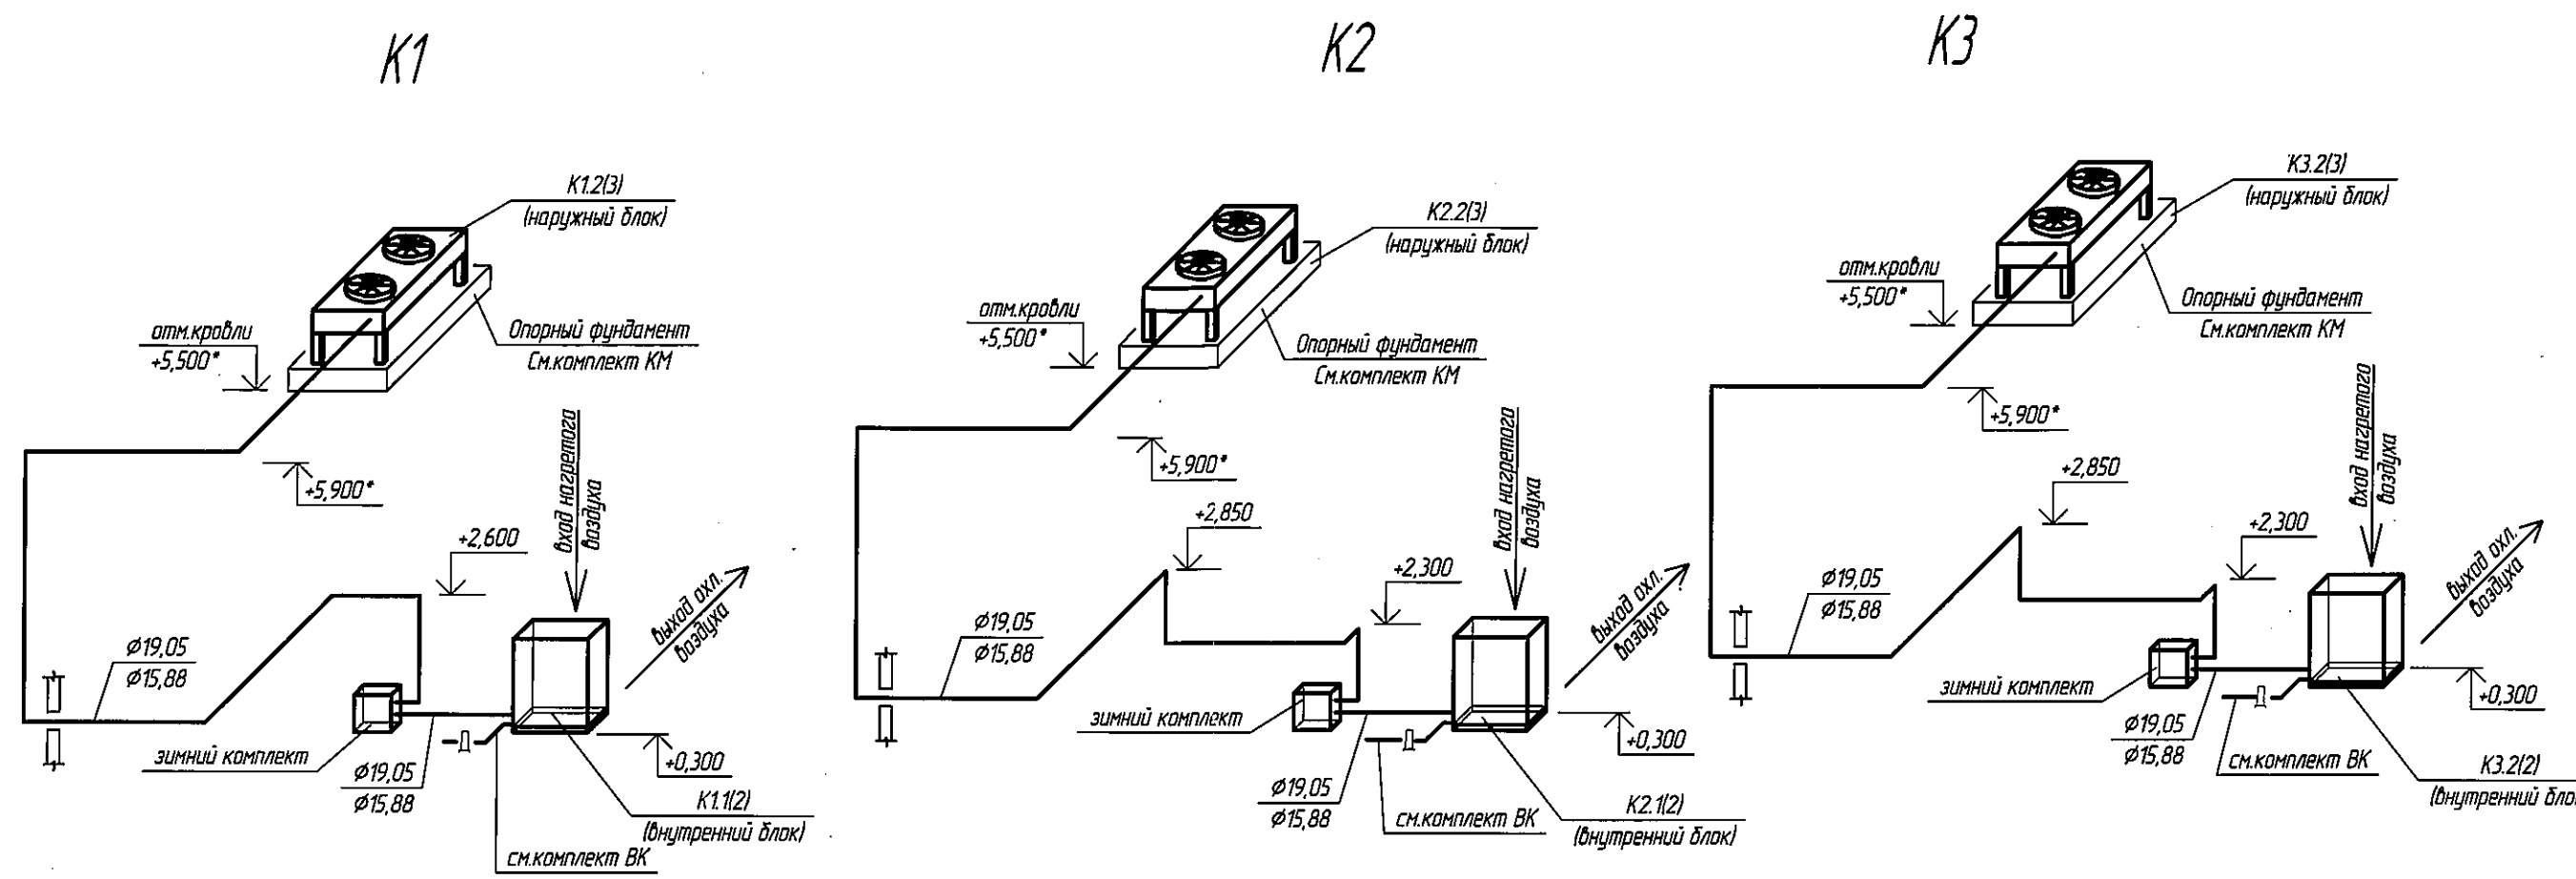 К1
К1.2(3)
(наружный блок)
отм.кровли
+5,500*
Опорный фундамент
См.комплект КМ
+5,900*
вход нагретого
воздуха
+2,600
выход охл.
воздуха
Ø19,05
Ø15,88
зимний комплект
Ø19,05
Ø15,88
+0,300
К1.1(2)
(внутренний блок)
см.комплект ВК
К2
К2.2(3)
(наружный блок)
отм.кровли
+5,500*
Опорный фундамент
См.комплект КМ
+5,900*
вход нагретого
воздуха
+2,850
+2,300
выход охл.
воздуха
Ø19,05
Ø15,88
зимний комплект
+0,300
Ø19,05
Ø15,88
см.комплект ВК
К2.1(2)
(внутренний блок)
К3
К3.2(3)
(наружный блок)
отм.кровли
+5,500*
Опорный фундамент
См.комплект КМ
+5,900*
вход нагретого
воздуха
+2,850
+2,300
выход охл.
воздуха
Ø19,05
Ø15,88
зимний комплект
+0,300
Ø19,05
Ø15,88
см.комплект ВК
К3.2(2)
(внутренний блок